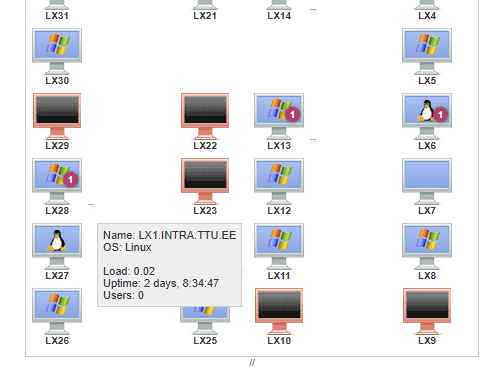 LX31 LX21 LX14 LX4
LX30 LX5
1 1
LX29 LX22 LX13 LX6
1
LX28 LX23 LX12 LX7
Name: LX1.INTRA.TTU.EE
OS: Linux
Load: 0.02
Uptime: 2 days, 8:34:47
Users: 0
LX27 LX11 LX8
LX26 LX25 LX10 LX9
//